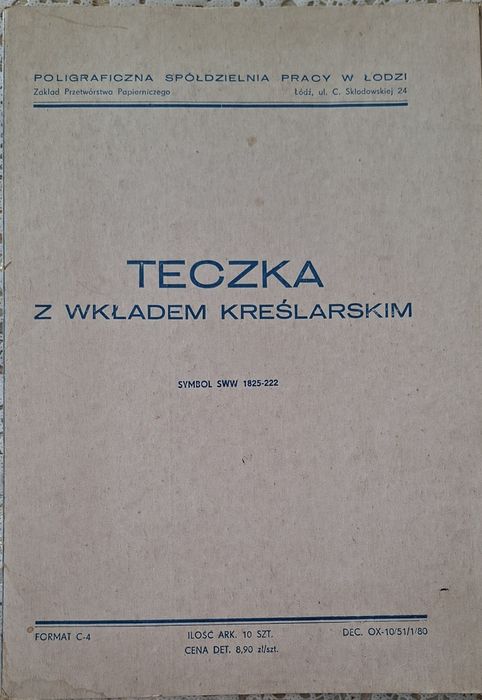 POLIGRAFICZNA SPÓŁDZIELNIA PRACY W ŁODZI
Zakład Przetwórstwa Papierniczego Łódź, ul. C. Skłodowskiej 24
TECZKA
Z WKŁADEM KREŚLARSKIM
SYMBOL SWW 1825-222
FORMAT C-4 ILOŚĆ ARK. 10 SZT. DEC. OX-10/51/1/80
CENA DET. 8,90 zł/szt.